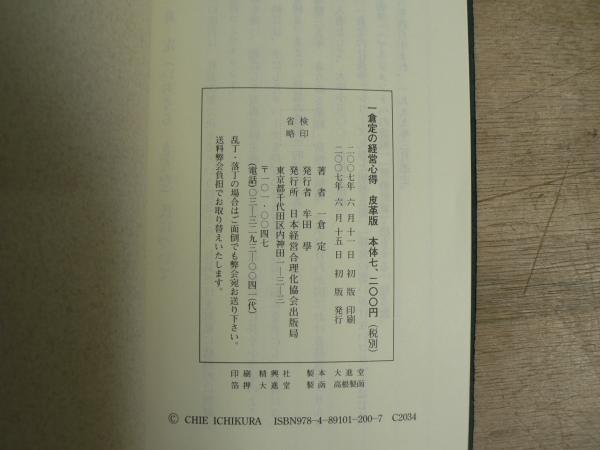 一倉定の経営心得　皮革版　本体七、二〇〇円（税別）
二〇〇七年　六月十一日　初版　印刷
二〇〇七年　六月十五日　初版　発行
検印
省略
著　者　一倉　定
発行者　牟田　學
発行所　日本経営合理化協会出版局
東京都千代田区内神田一―三―三
〒一〇一―〇〇四七
（電話）〇三―三二九三―〇〇四一（代）
乱丁・落丁の場合はご面倒でも弊会宛お送り下さい。
送料弊会負担でお取り替えいたします。
印刷　精興社　製本　大進堂
箔押　大進堂　製函　高根製函
© CHIE ICHIKURA　ISBN978-4-89101-200-7　C2034